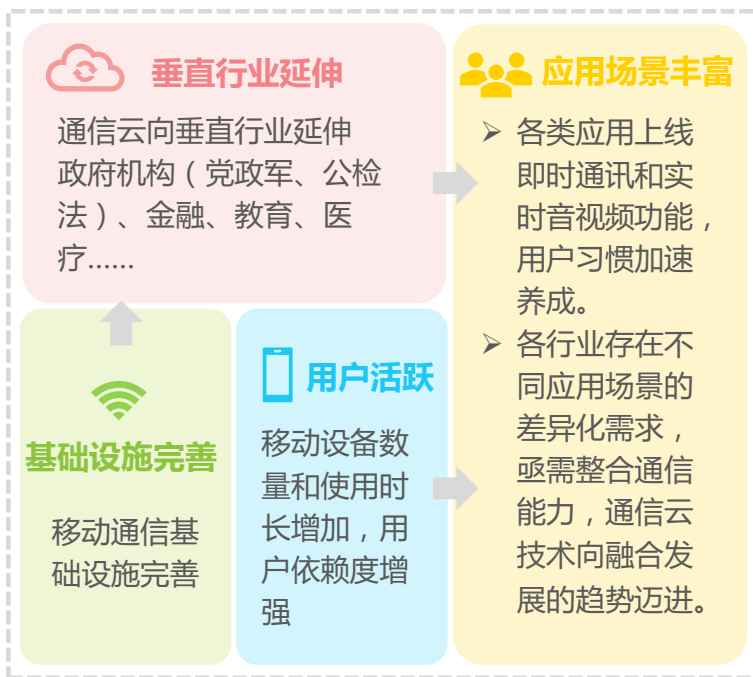 垂直行业延伸
通信云向垂直行业延伸
政府机构（党政军、公检
法）、金融、教育、医
疗......
基础设施完善
移动通信基
础设施完善
用户活跃
移动设备数
量和使用时
长增加，用
户依赖度增
强
应用场景丰富
➢ 各类应用上线
即时通讯和实
时音视频功能，
用户习惯加速
养成。
➢ 各行业存在不
同应用场景的
差异化需求，
亟需整合通信
能力，通信云
技术向融合发
展的趋势迈进。